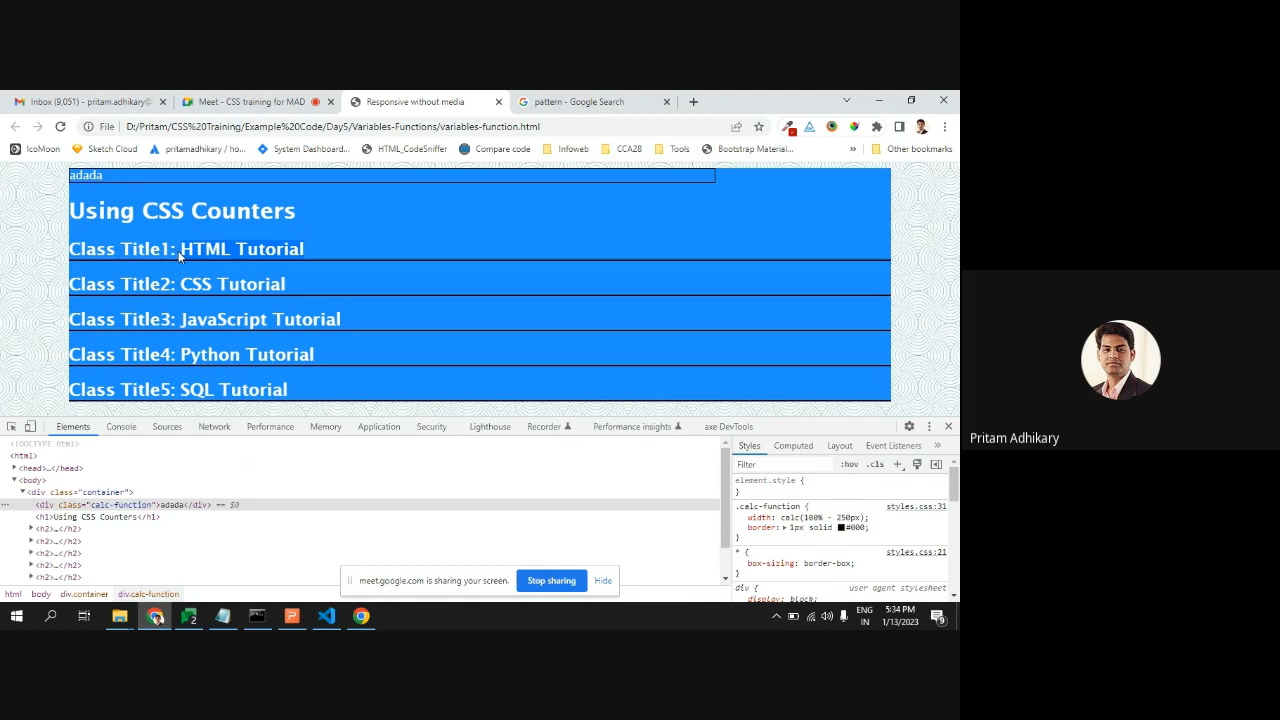 Inbox (9,051) - pritam.adhikary@
Meet - CSS training for MAD
Responsive without media
pattern - Google Search
File
D:/Pritam/CSS%20Training/Example%20Code/Day5/Variables-Functions/variables-function.html
IcoMoon
Sketch Cloud
pritamadhikary / ho...
System Dashboard...
HTML_CodeSniffer
Compare code
Infoweb
CCA28
Tools
Bootstrap Material...
»
Other bookmarks
adada
Using CSS Counters
Class Title1: HTML Tutorial
Class Title2: CSS Tutorial
Class Title3: JavaScript Tutorial
Class Title4: Python Tutorial
Class Title5: SQL Tutorial
Pritam Adhikary
Elements
Console
Sources
Network
Performance
Memory
Application
Security
Lighthouse
Recorder
Performance insights
axe DevTools
<!DOCTYPE html>
<html>
<head>…</head>
<body>
<div class="container">
<div class="calc-function">adada</div> == $0
<h1>Using CSS Counters</h1>
<h2>…</h2>
<h2>…</h2>
<h2>…</h2>
<h2>…</h2>
<h2>…</h2>
html
body
div.container
div.calc-function
Styles
Computed
Layout
Event Listeners
»
Filter
:hov
.cls
element.style {
}
.calc-function {
styles.css:31
width: calc(100% - 250px);
border: 1px solid #000;
}
* {
styles.css:21
box-sizing: border-box;
}
div {
user agent stylesheet
display: block;
meet.google.com is sharing your screen.
Stop sharing
Hide
ENG
IN
5:34 PM
1/13/2023
9